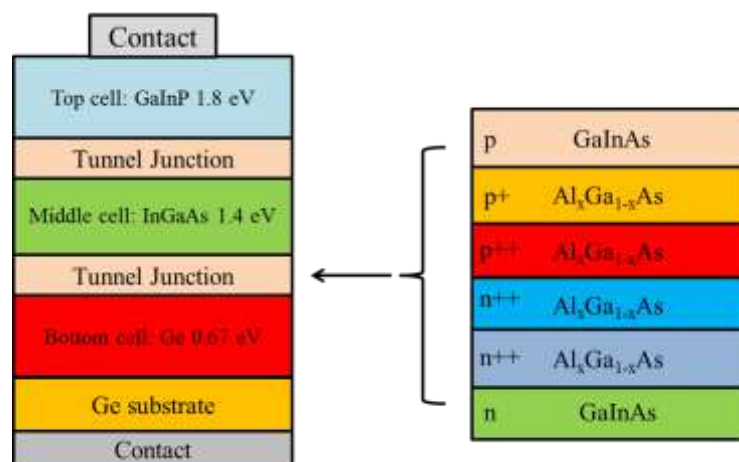 Contact
Top cell: GaInP 1.8 eV
Tunnel Junction
Middle cell: InGaAs 1.4 eV
Tunnel Junction
Bottom cell: Ge 0.67 eV
Ge substrate
Contact
p GaInAs
p+ AlₓGa₁₋ₓAs
p++ AlₓGa₁₋ₓAs
n++ AlₓGa₁₋ₓAs
n++ AlₓGa₁₋ₓAs
n GaInAs